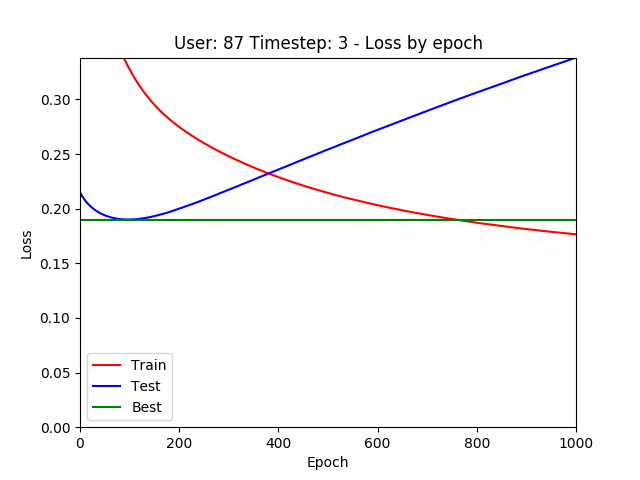 User: 87 Timestep: 3 - Loss by epoch
Loss
0.30
0.25
0.20
0.15
0.10
0.05
0.00
Train
Test
Best
0 200 400 600 800 1000
Epoch